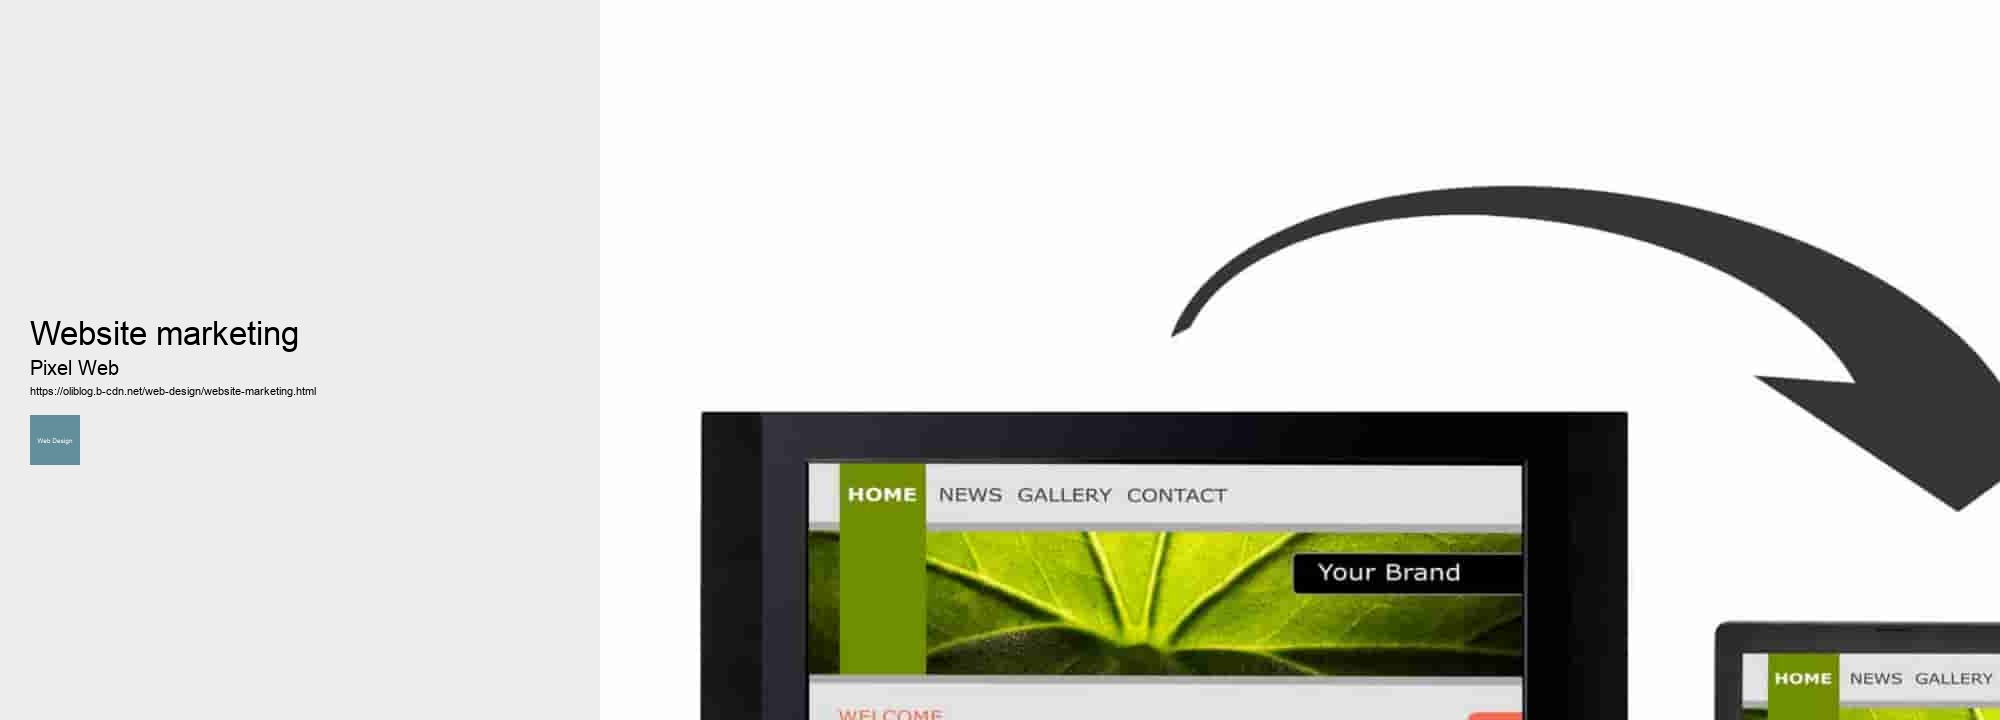 Website marketing
Pixel Web
https://oliblog.b-cdn.net/web-design/website-marketing.html
Web Design
HOME NEWS GALLERY CONTACT
Your Brand
WELCOME
HOME NEWS GALLERY